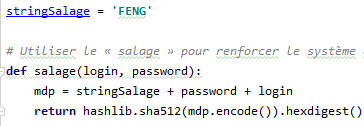 stringSalage = 'FENG'
# Utiliser le « salage » pour renforcer le système
def salage(login, password):
mdp = stringSalage + password + login
return hashlib.sha512(mdp.encode()).hexdigest()